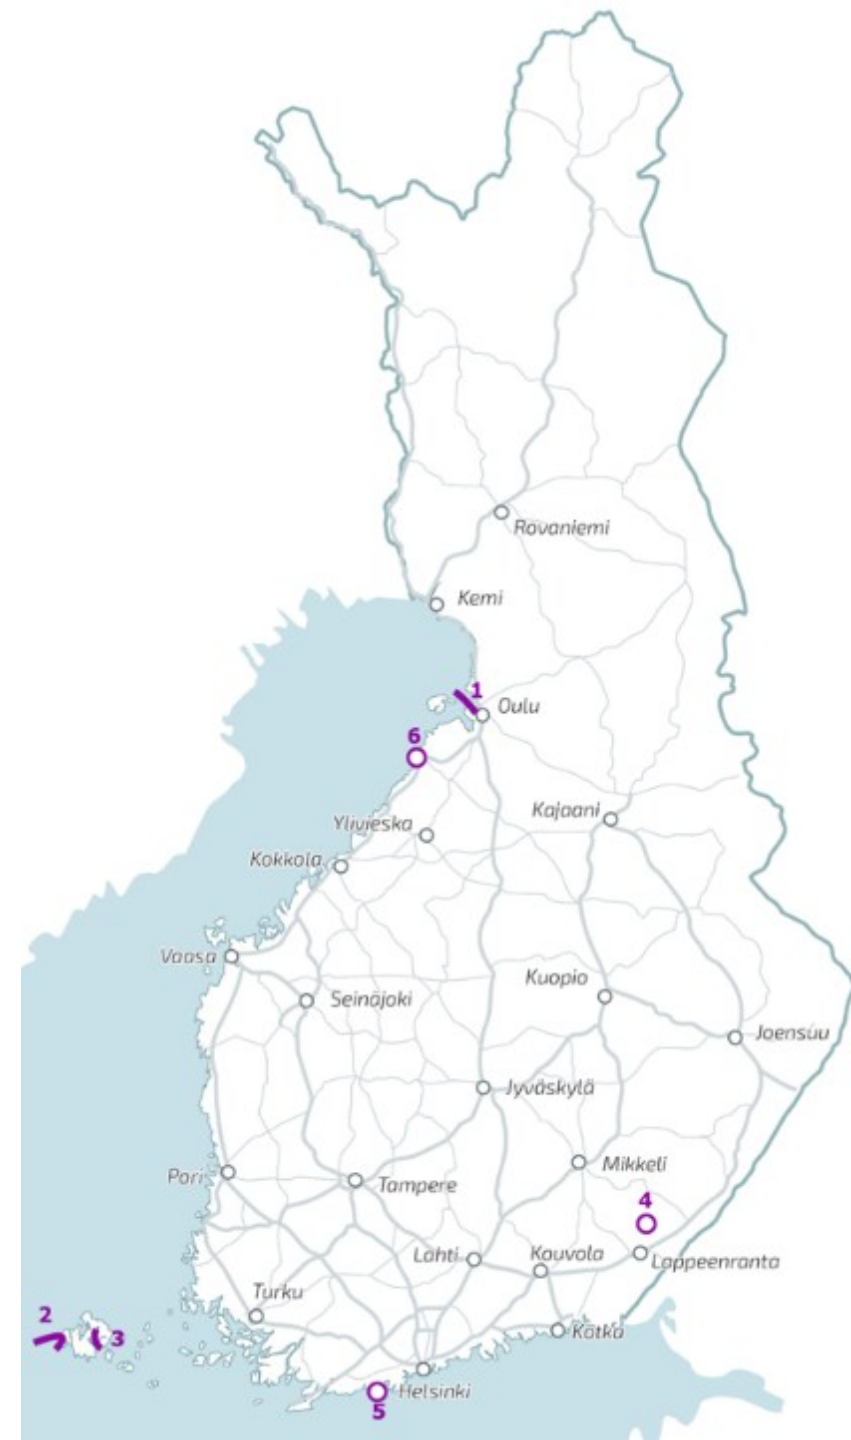 Rovaniemi
Kemi
1
Oulu
6
Kajaani
Ylivieska
Kokkola
Vaasa
Kuopio
Seinäjoki
Joensuu
Jyväskylä
Mikkeli
Pori
Tampere
4
Lahti
Kouvola
Lappeenranta
Turku
2
3
Kotka
Helsinki
5